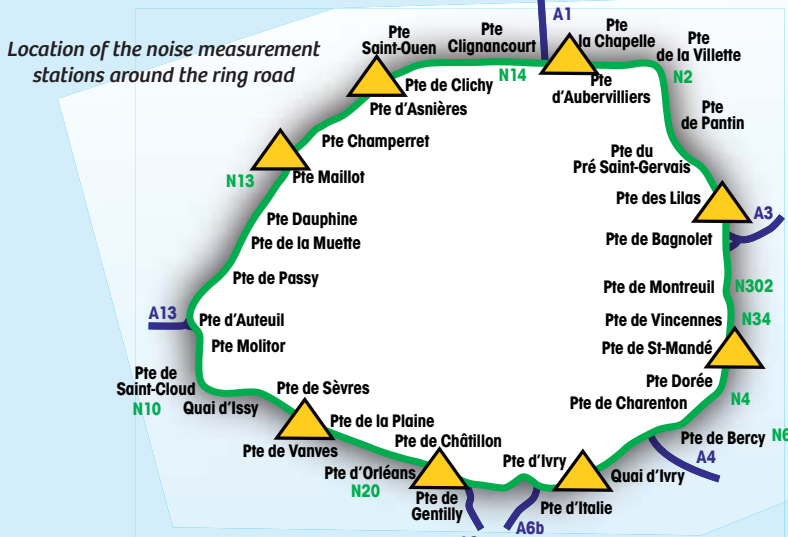 Location of the noise measurement
stations around the ring road
A1
Pte
Saint-Ouen
Pte
Clignancourt
Pte
la Chapelle
Pte
de la Villette
Pte de Clichy
N14
Pte
d'Aubervilliers
N2
Pte d'Asnières
Pte
de Pantin
Pte Champerret
Pte du
Pré Saint-Gervais
N13
Pte Maillot
Pte des Lilas
A3
Pte Dauphine
Pte de la Muette
Pte de Bagnolet
Pte de Passy
Pte de Montreuil
N302
A13
Pte d'Auteuil
Pte de Vincennes
N34
Pte Molitor
Pte de St-Mandé
Pte de
Saint-Cloud
N10
Quai d'Issy
Pte de Sèvres
Pte Dorée
N4
Pte de Charenton
Pte de la Plaine
Pte de Vanves
Pte de Châtillon
Pte de Bercy
N6
A4
Pte d'Orléans
N20
Pte d'Ivry
Quai d'Ivry
Pte de
Gentilly
Pte d'Italie
A6b